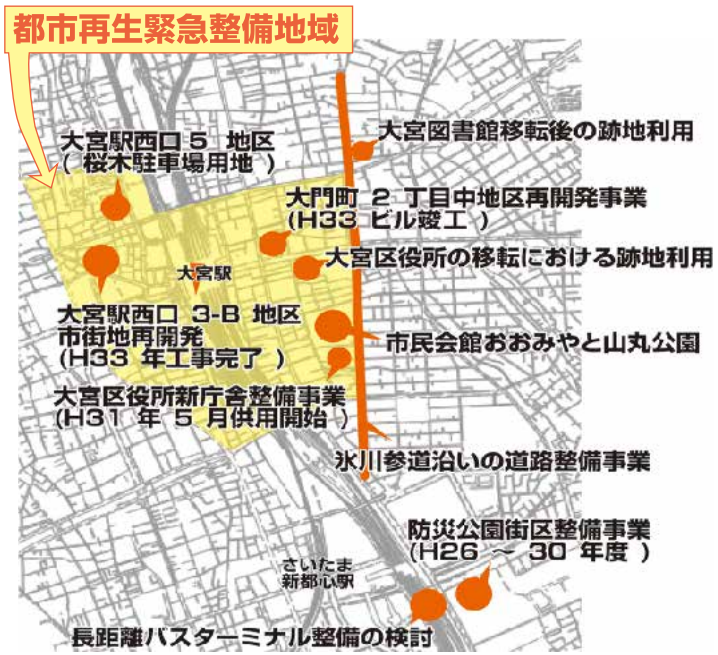 都市再生緊急整備地域
大宮駅西口 5 地区
( 桜木駐車場用地 )
大宮図書館移転後の跡地利用
大門町 2 丁目中地区再開発事業
(H33 ビル竣工 )
大宮区役所の移転における跡地利用
大宮駅
大宮駅西口 3-B 地区
市街地再開発
(H33 年工事完了 )
市民会館おおみやと山丸公園
大宮区役所新庁舎整備事業
(H31 年 5 月供用開始 )
氷川参道沿いの道路整備事業
防災公園街区整備事業
(H26 ～ 30 年度 )
さいたま
新都心駅
長距離バスターミナル整備の検討